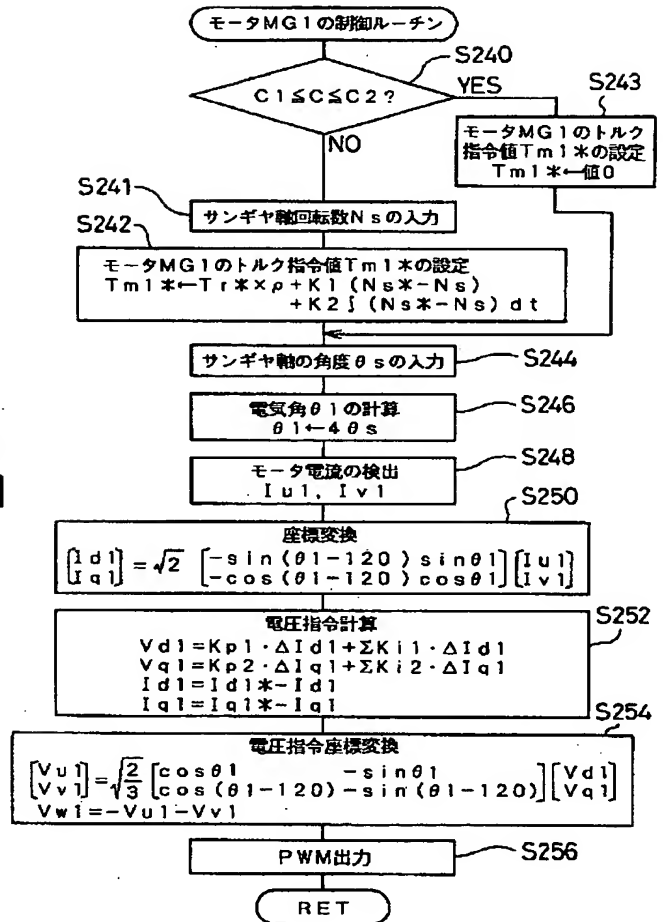 モータMG1の制御ルーチン
S240
C1≦C≦C2?
YES
S243
モータMG1のトルク
指令値Tm1*の設定
Tm1*←値0
NO
S241
サンギヤ軸回転数Nsの入力
S242
モータMG1のトルク指令値Tm1*の設定
Tm1*←Tr*×ρ+K1(Ns*-Ns)
+K2∫(Ns*-Ns)dt
サンギヤ軸の角度θsの入力
S244
電気角θ1の計算
θ1←4θs
S246
モータ電流の検出
Iu1, Iv1
S248
S250
座標変換
[Id1] = √2 [-sin(θ1-120) sinθ1] [Iu1]
[Iq1] [-cos(θ1-120) cosθ1] [Iv1]
S252
電圧指令計算
Vd1=Kp1・ΔId1+ΣKi1・ΔId1
Vq1=Kp2・ΔIq1+ΣKi2・ΔIq1
Id1=Id1*-Id1
Iq1=Iq1*-Iq1
S254
電圧指令座標変換
[Vu1] = √2/3 [cosθ1 -sinθ1] [Vd1]
[Vv1] [cos(θ1-120) -sin(θ1-120)] [Vq1]
Vw1=-Vu1-Vv1
PWM出力
S256
RET